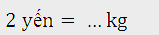 2 yến = ... kg